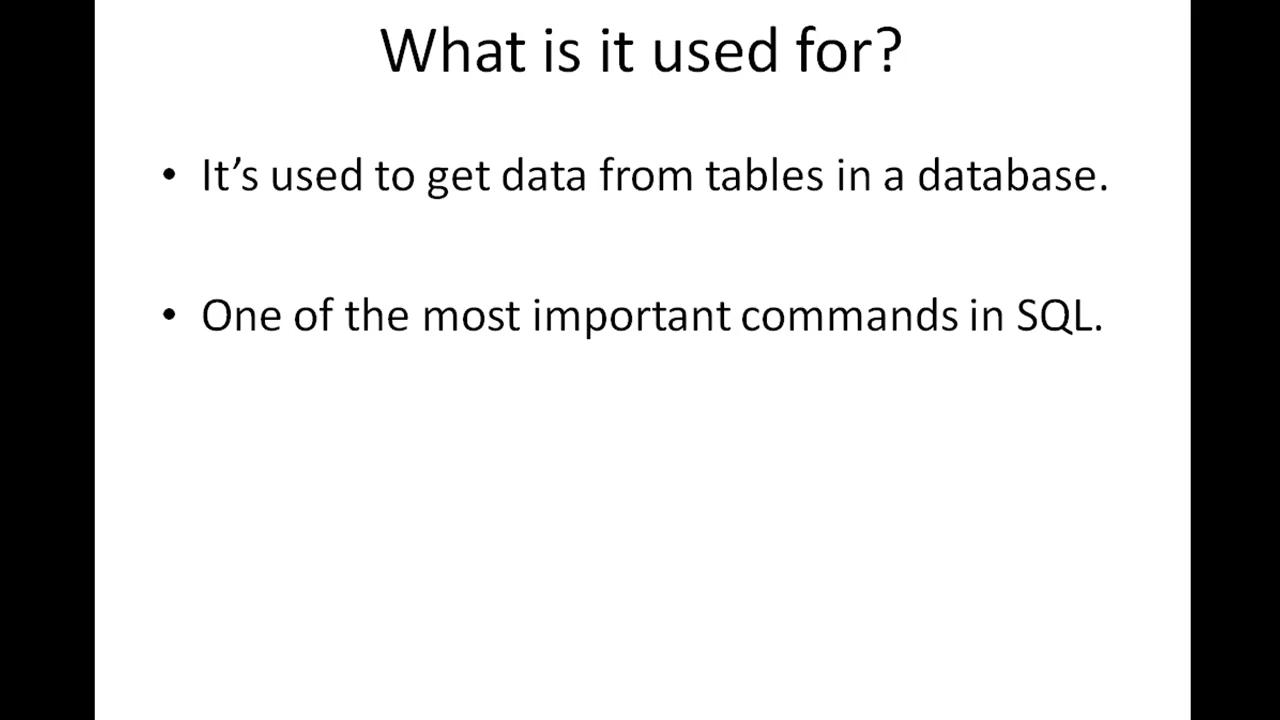 What is it used for?
• It’s used to get data from tables in a database.
• One of the most important commands in SQL.